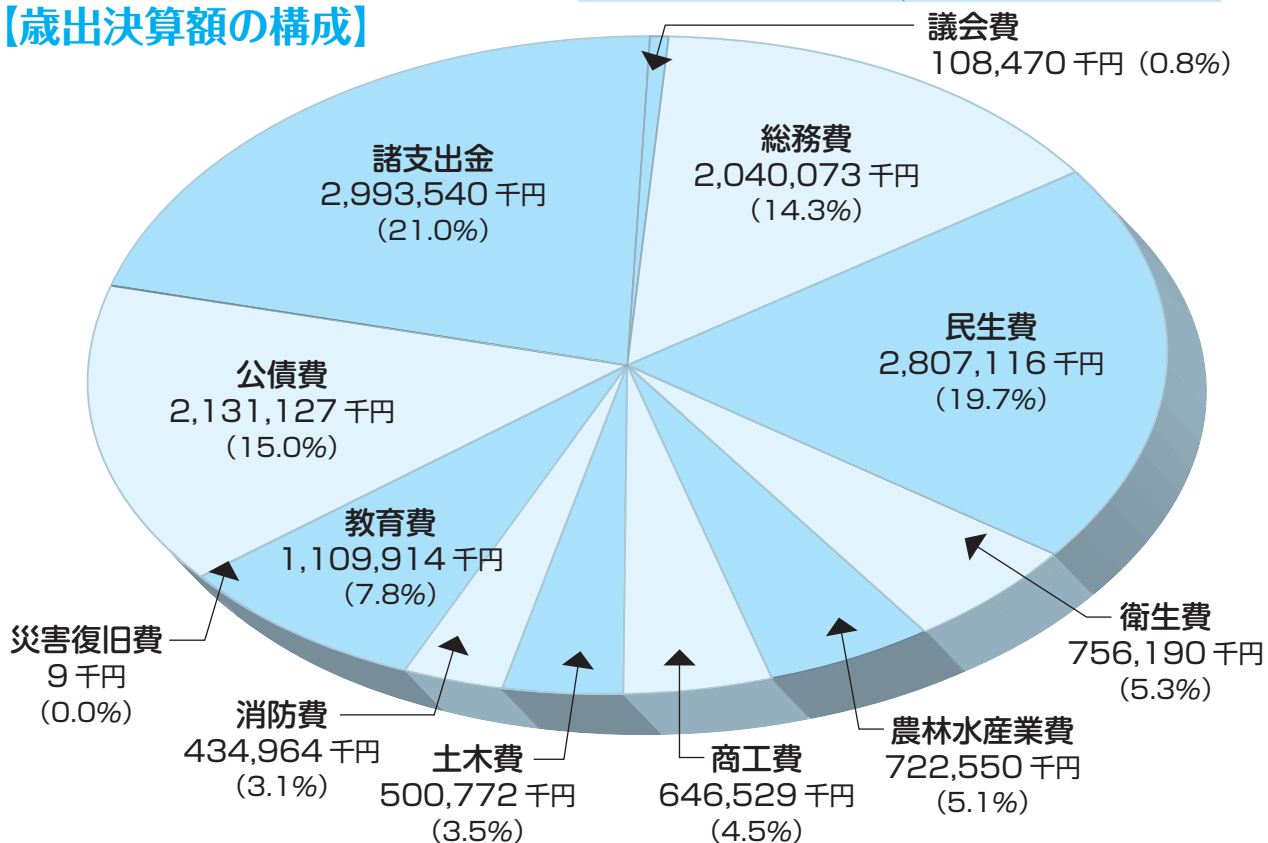 【歳出決算額の構成】
議会費
108,470 千円（0.8%）
総務費
2,040,073 千円
（14.3%）
民生費
2,807,116 千円
（19.7%）
衛生費
756,190 千円
（5.3%）
農林水産業費
722,550 千円
（5.1%）
商工費
646,529 千円
（4.5%）
土木費
500,772 千円
（3.5%）
消防費
434,964 千円
（3.1%）
教育費
1,109,914 千円
（7.8%）
災害復旧費
9 千円
（0.0%）
公債費
2,131,127 千円
（15.0%）
諸支出金
2,993,540 千円
（21.0%）